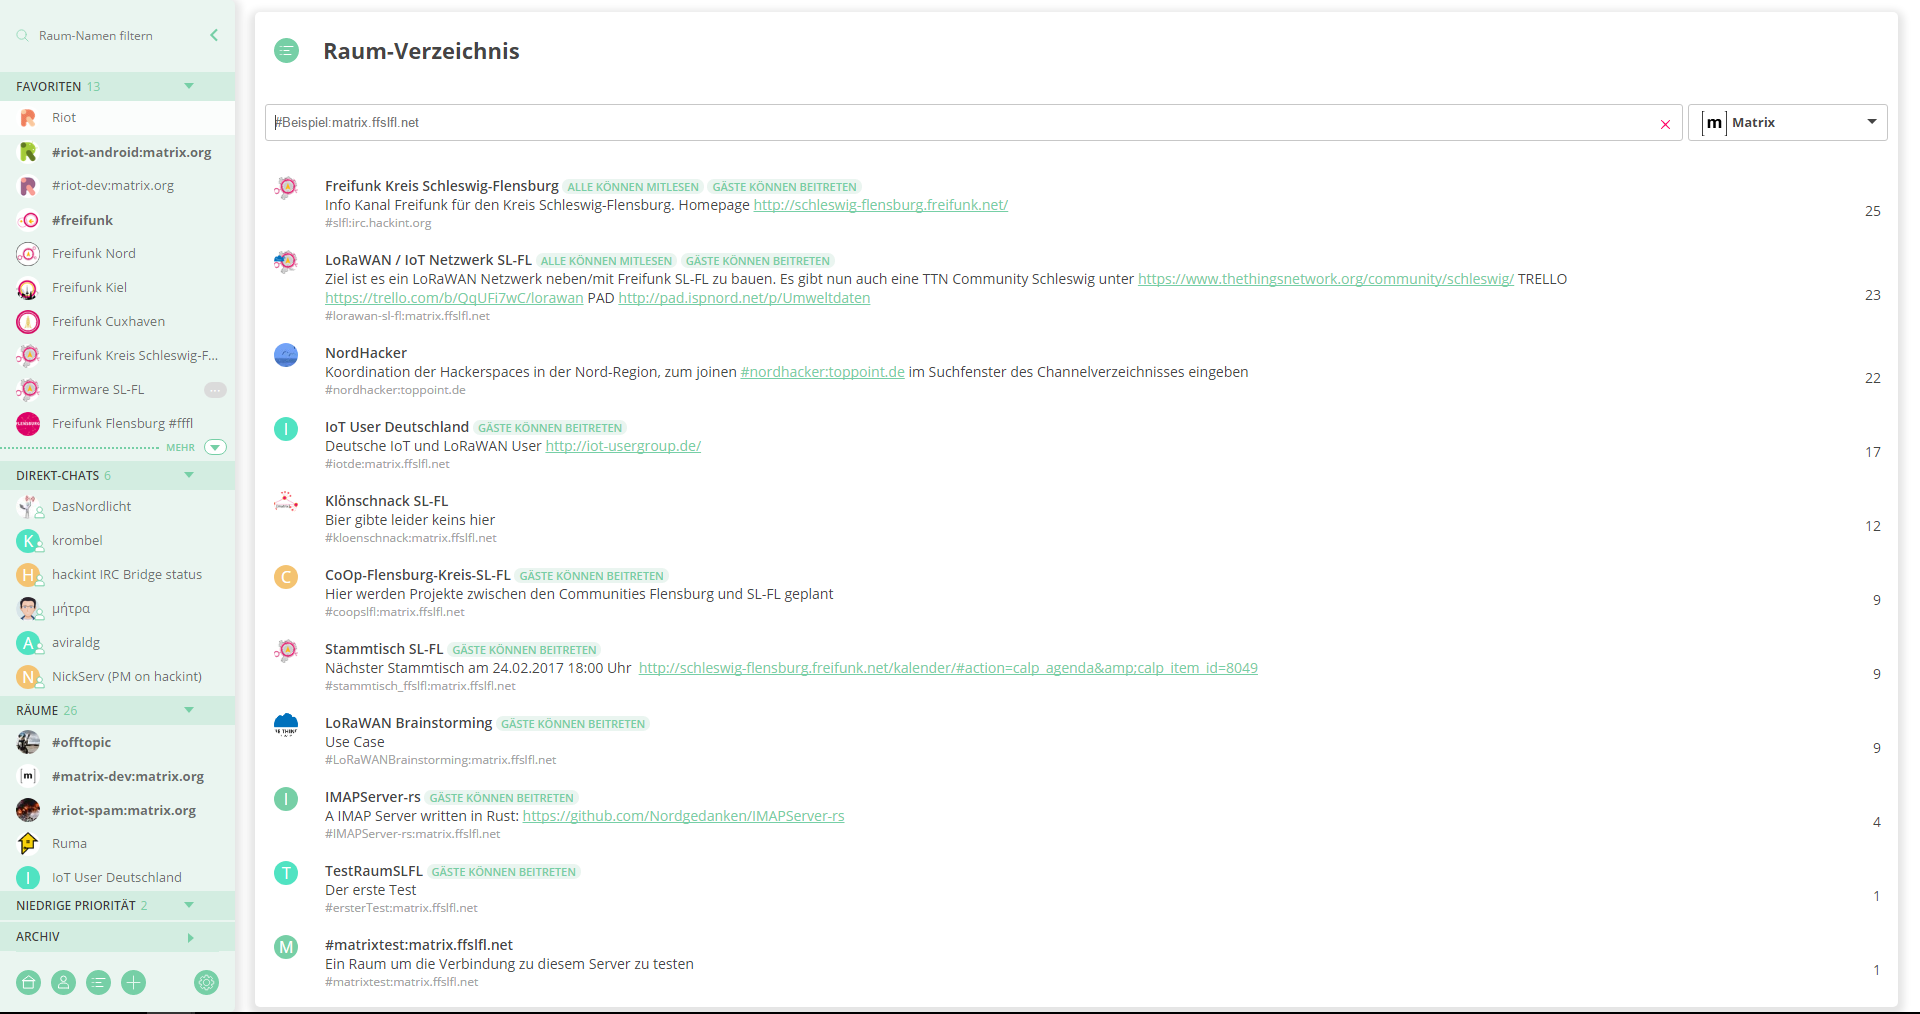 Raum-Namen filtern
FAVORITEN 13
Riot
#riot-android:matrix.org
#riot-dev:matrix.org
#freifunk
Freifunk Nord
Freifunk Kiel
Freifunk Cuxhaven
Freifunk Kreis Schleswig-F...
Firmware SL-FL
Freifunk Flensburg #fffl
MEHR
DIREKT-CHATS 6
DasNordlicht
K krombel
H hackint IRC Bridge status
μήτρα
A aviraldg
N NickServ (PM on hackint)
RÄUME 26
#offtopic
[m] #matrix-dev:matrix.org
#riot-spam:matrix.org
Ruma
I IoT User Deutschland
NIEDRIGE PRIORITÄT 2
ARCHIV
Raum-Verzeichnis
#Beispiel:matrix.ffslfl.net
[m] Matrix
Freifunk Kreis Schleswig-Flensburg ALLE KÖNNEN MITLESEN GÄSTE KÖNNEN BEITRETEN
Info Kanal Freifunk für den Kreis Schleswig-Flensburg. Homepage http://schleswig-flensburg.freifunk.net/
#slfl:irc.hackint.org
25
LoRaWAN / IoT Netzwerk SL-FL ALLE KÖNNEN MITLESEN GÄSTE KÖNNEN BEITRETEN
Ziel ist es ein LoRaWAN Netzwerk neben/mit Freifunk SL-FL zu bauen. Es gibt nun auch eine TTN Community Schleswig unter https://www.thethingsnetwork.org/community/schleswig/ TRELLO
https://trello.com/b/QqUFi7wC/lorawan PAD http://pad.ispnord.net/p/Umweltdaten
#lorawan-sl-fl:matrix.ffslfl.net
23
NordHacker
Koordination der Hackerspaces in der Nord-Region, zum joinen #nordhacker:toppoint.de im Suchfenster des Channelverzeichnisses eingeben
#nordhacker:toppoint.de
22
I
IoT User Deutschland GÄSTE KÖNNEN BEITRETEN
Deutsche IoT und LoRaWAN User http://iot-usergroup.de/
#iotde:matrix.ffslfl.net
17
Klönschnack SL-FL
Bier gibte leider keins hier
#kloenschnack:matrix.ffslfl.net
12
C
CoOp-Flensburg-Kreis-SL-FL GÄSTE KÖNNEN BEITRETEN
Hier werden Projekte zwischen den Communities Flensburg und SL-FL geplant
#coopslfl:matrix.ffslfl.net
9
Stammtisch SL-FL GÄSTE KÖNNEN BEITRETEN
Nächster Stammtisch am 24.02.2017 18:00 Uhr http://schleswig-flensburg.freifunk.net/kalender/#action=calp_agenda&amp;calp_item_id=8049
#stammtisch_ffslfl:matrix.ffslfl.net
9
LoRaWAN Brainstorming GÄSTE KÖNNEN BEITRETEN
Use Case
#LoRaWANBrainstorming:matrix.ffslfl.net
9
I
IMAPServer-rs GÄSTE KÖNNEN BEITRETEN
A IMAP Server written in Rust: https://github.com/Nordgedanken/IMAPServer-rs
#IMAPServer-rs:matrix.ffslfl.net
4
T
TestRaumSLFL GÄSTE KÖNNEN BEITRETEN
Der erste Test
#ersterTest:matrix.ffslfl.net
1
M
#matrixtest:matrix.ffslfl.net
Ein Raum um die Verbindung zu diesem Server zu testen
#matrixtest:matrix.ffslfl.net
1